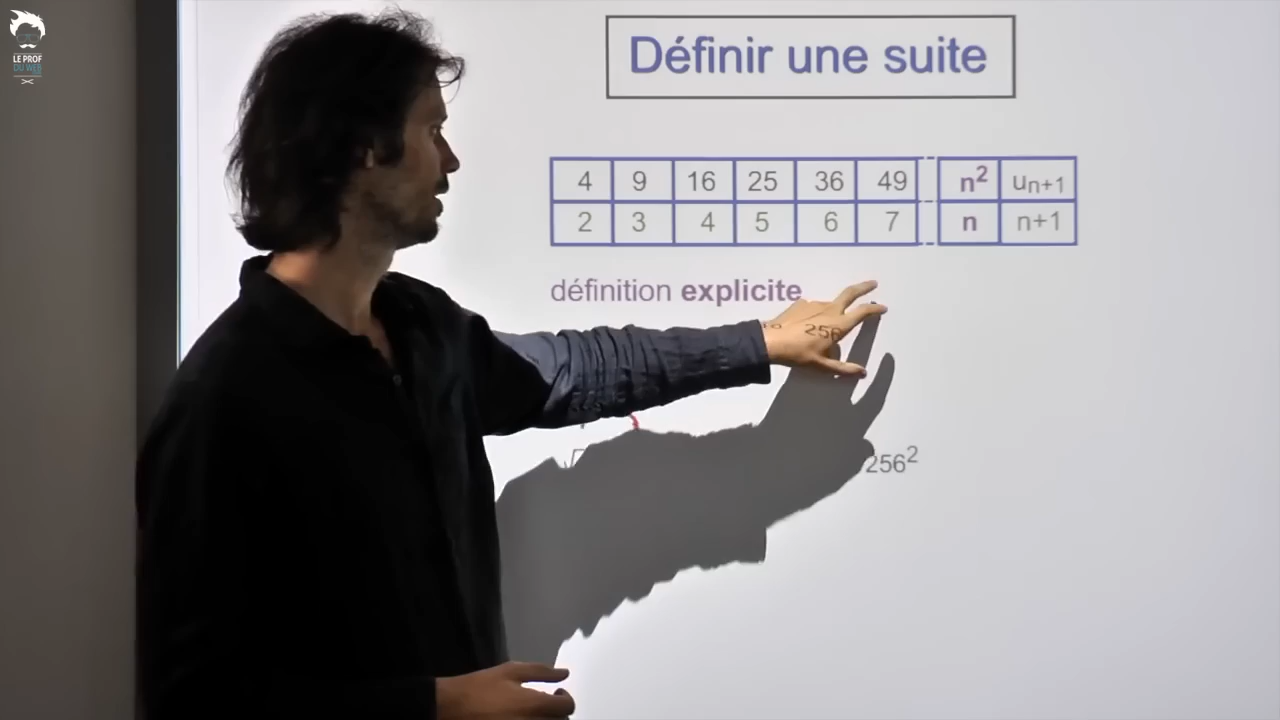 LE PROF
DU WEB
Définir une suite
4 9 16 25 36 49 n² uₙ₊₁
2 3 4 5 6 7 n n+1
définition explicite
256
256²